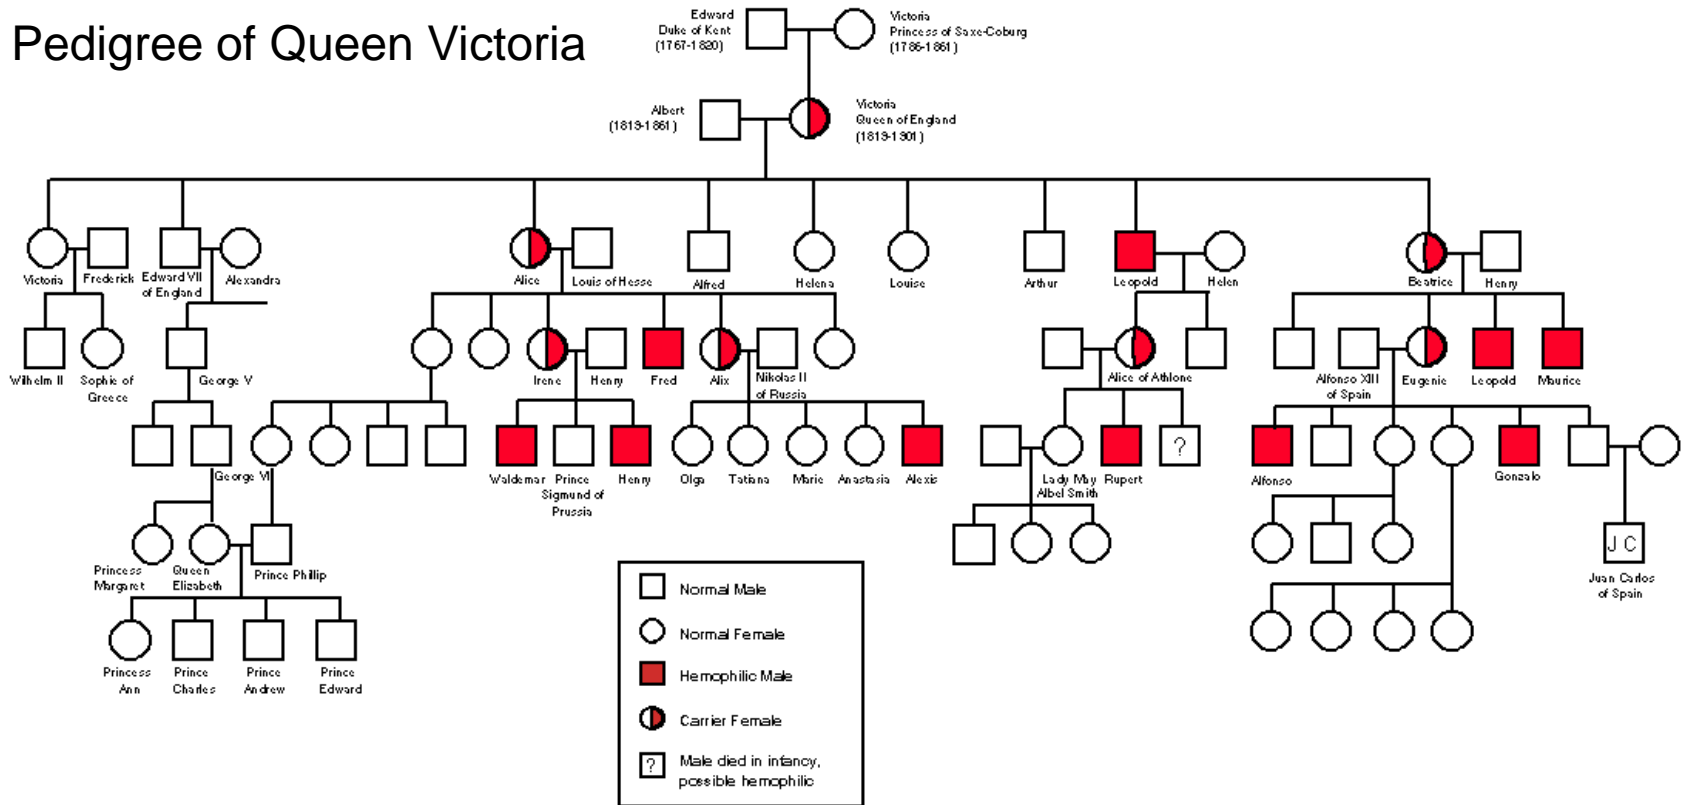 Pedigree of Queen Victoria
Edward
Duke of Kent
(1767-1820)
Victoria
Princess of Saxe-Coburg
(1786-1861)
Albert
(1819-1861)
Victoria
Queen of England
(1819-1901)
Victoria
Frederick
Edward VII
of England
Alexandra
Alice
Louis of Hesse
Alfred
Helena
Louise
Arthur
Leopold
Helen
Beatrice
Henry
Wilhelm II
Sophie of
Greece
George V
Irene
Henry
Fred
Alix
Nikolas II
of Russia
Alice of Athlone
Alfonso XIII
of Spain
Eugenie
Leopold
Maurice
George VI
Waldemar
Prince
Sigmund of
Prussia
Henry
Olga
Tatiana
Marie
Anastasia
Alexis
Lady May
Albel Smith
Rupert
?
Alfonso
Gonzalo
Princess
Margaret
Queen
Elizabeth
Prince Phillip
J C
Juan Carlos
of Spain
Princess
Ann
Prince
Charles
Prince
Andrew
Prince
Edward
Normal Male
Normal Female
Hemophilic Male
Carrier Female
?
Male died in infancy,
possible hemophilic